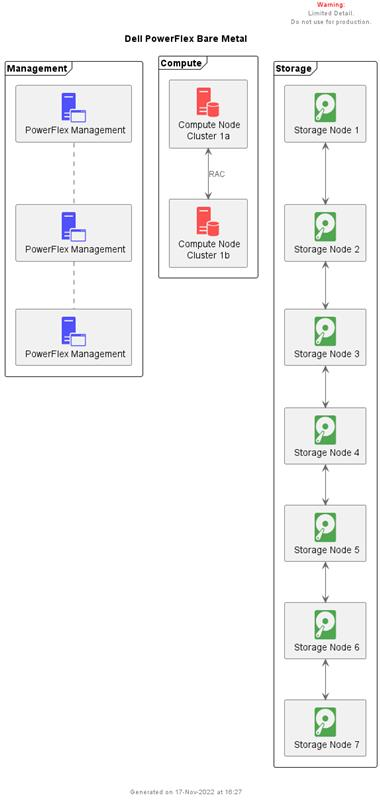 Warning:
Limited Detail.
Do not use for production.
Dell PowerFlex Bare Metal
Management
PowerFlex Management
PowerFlex Management
PowerFlex Management
Compute
Compute Node
Cluster 1a
RAC
Compute Node
Cluster 1b
Storage
Storage Node 1
Storage Node 2
Storage Node 3
Storage Node 4
Storage Node 5
Storage Node 6
Storage Node 7
Generated on 17-Nov-2022 at 16:27